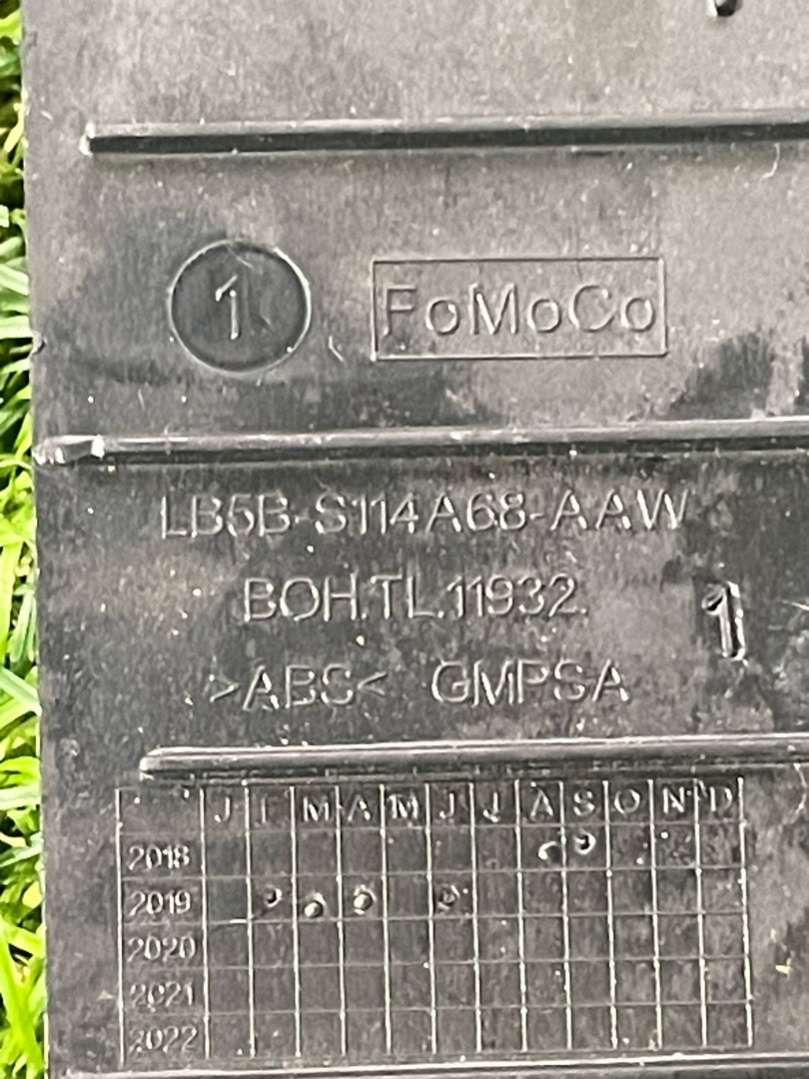 1 FoMoCo
LB5B-S114A68-AAW
BOH.TL.11932.
1
>ABS< GMPSA
J F M A M J J A S O N D
2018
2019
2020
2021
2022